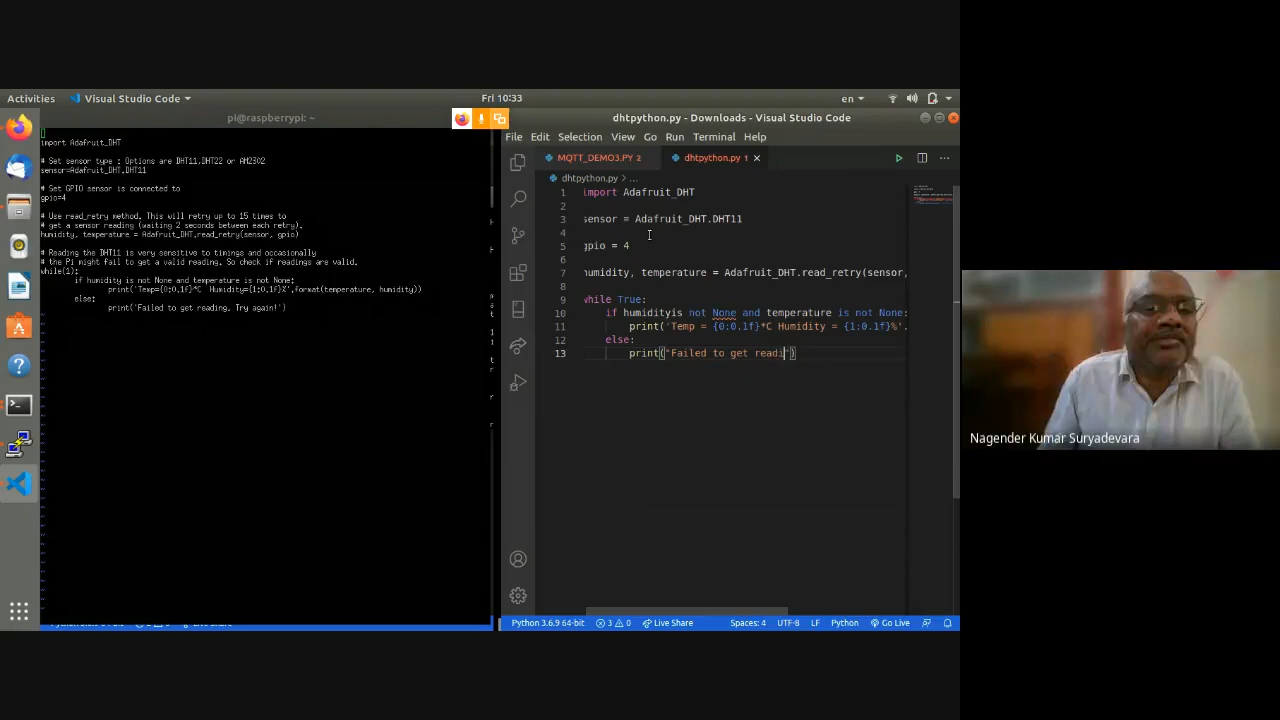 Activities
Visual Studio Code
Fri 10:33
en
pi@raspberrypi: ~
import Adafruit_DHT
# Set sensor type : Options are DHT11,DHT22 or AM2302
sensor=Adafruit_DHT.DHT11
# Set GPIO sensor is connected to
gpio=4
# Use read_retry method. This will retry up to 15 times to
# get a sensor reading (waiting 2 seconds between each retry).
humidity, temperature = Adafruit_DHT.read_retry(sensor, gpio)
# Reading the DHT11 is very sensitive to timings and occasionally
# the Pi might fail to get a valid reading. So check if readings are valid.
while(1):
if humidity is not None and temperature is not None:
print('Temp={0:0.1f}*C Humidity={1:0.1f}%'.format(temperature, humidity))
else:
print('Failed to get reading. Try again!')
dhtpython.py - Downloads - Visual Studio Code
File Edit Selection View Go Run Terminal Help
MQTT_DEMO3.PY 2
dhtpython.py 1
dhtpython.py > ...
1 import Adafruit_DHT
2
3 sensor = Adafruit_DHT.DHT11
4
5 gpio = 4
6
7 humidity, temperature = Adafruit_DHT.read_retry(sensor,
8
9 while True:
10 if humidityis not None and temperature is not None:
11 print('Temp = {0:0.1f}*C Humidity = {1:0.1f}%'.
12 else:
13 print("Failed to get readi")
Python 3.6.9 64-bit 3 0 Live Share Spaces: 4 UTF-8 LF Python Go Live
Nagender Kumar Suryadevara